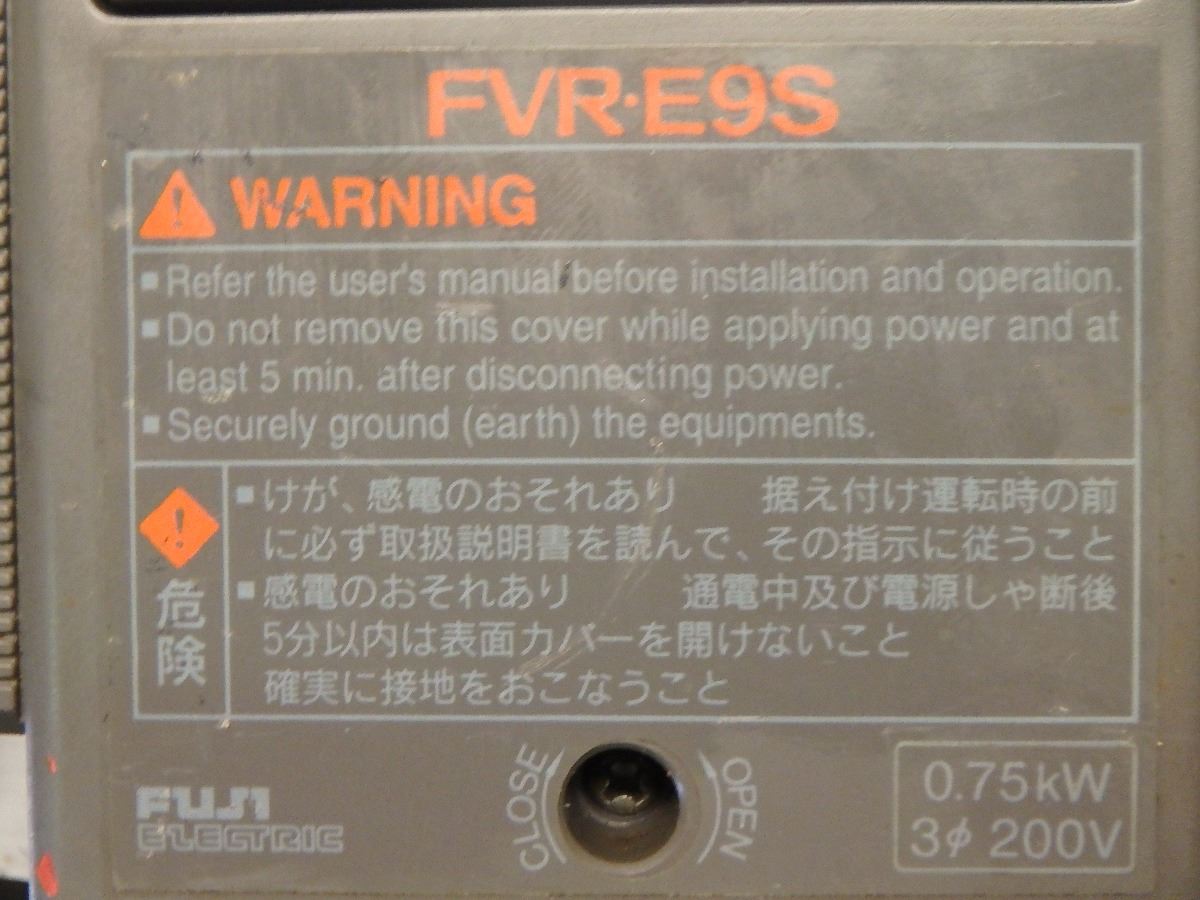 FVR·E9S
WARNING
▪Refer the user's manual before installation and operation.
▪Do not remove this cover while applying power and at
least 5 min. after disconnecting power.
▪Securely ground (earth) the equipments.
危険
▪けが、感電のおそれあり 据え付け運転時の前
に必ず取扱説明書を読んで、その指示に従うこと
▪感電のおそれあり 通電中及び電源しゃ断後
5分以内は表面カバーを開けないこと
確実に接地をおこなうこと
FUJI
ELECTRIC
CLOSE
OPEN
0.75kW
3φ 200V